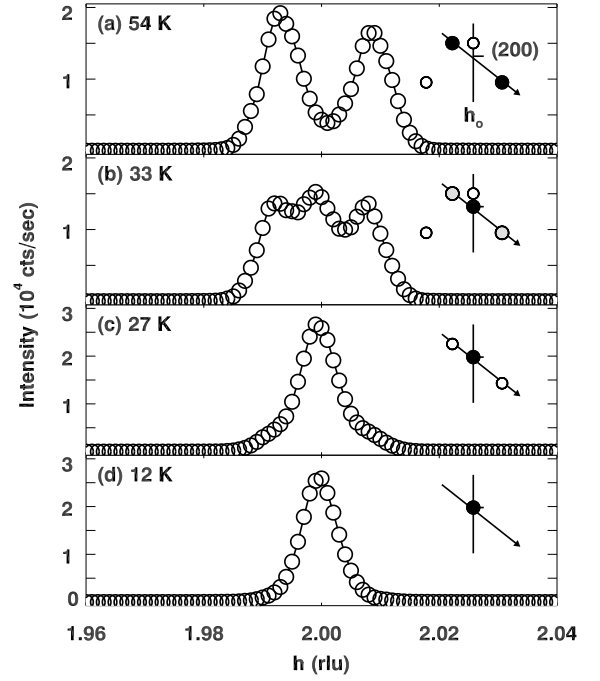 2
(a) 54 K
(200)
1
h₀
2
(b) 33 K
1
Intensity (10⁴ cts/sec)
3
(c) 27 K
2
1
3
(d) 12 K
2
1
0
1.96
1.98
2.00
2.02
2.04
h (rlu)